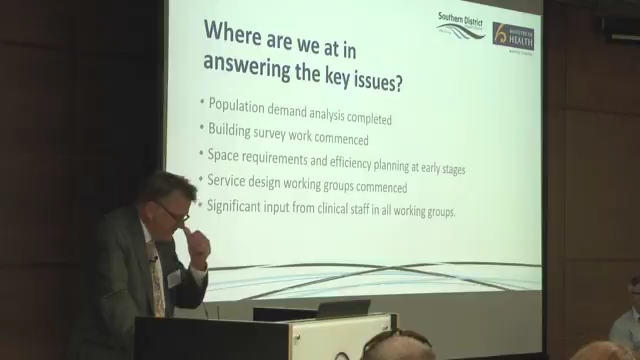 Southern District
MINISTRY OF
HEALTH
Where are we at in
answering the key issues?
• Population demand analysis completed
• Building survey work commenced
• Space requirements and efficiency planning at early stages
• Service design working groups commenced
• Significant input from clinical staff in all working groups.